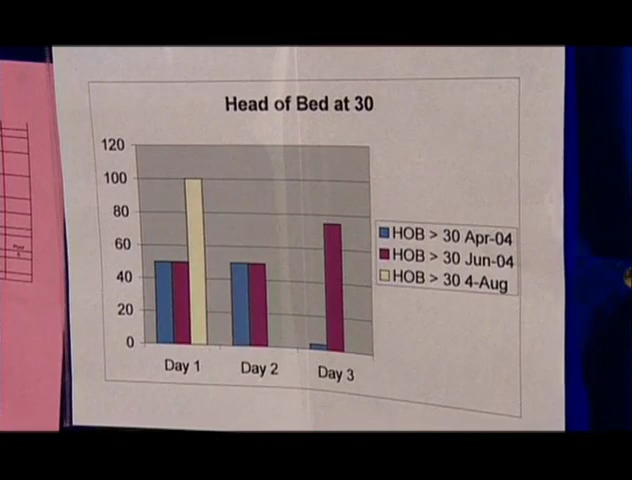 Head of Bed at 30
120
100
80
60
40
20
0
Day 1 Day 2 Day 3
HOB > 30 Apr-04
HOB > 30 Jun-04
HOB > 30 4-Aug